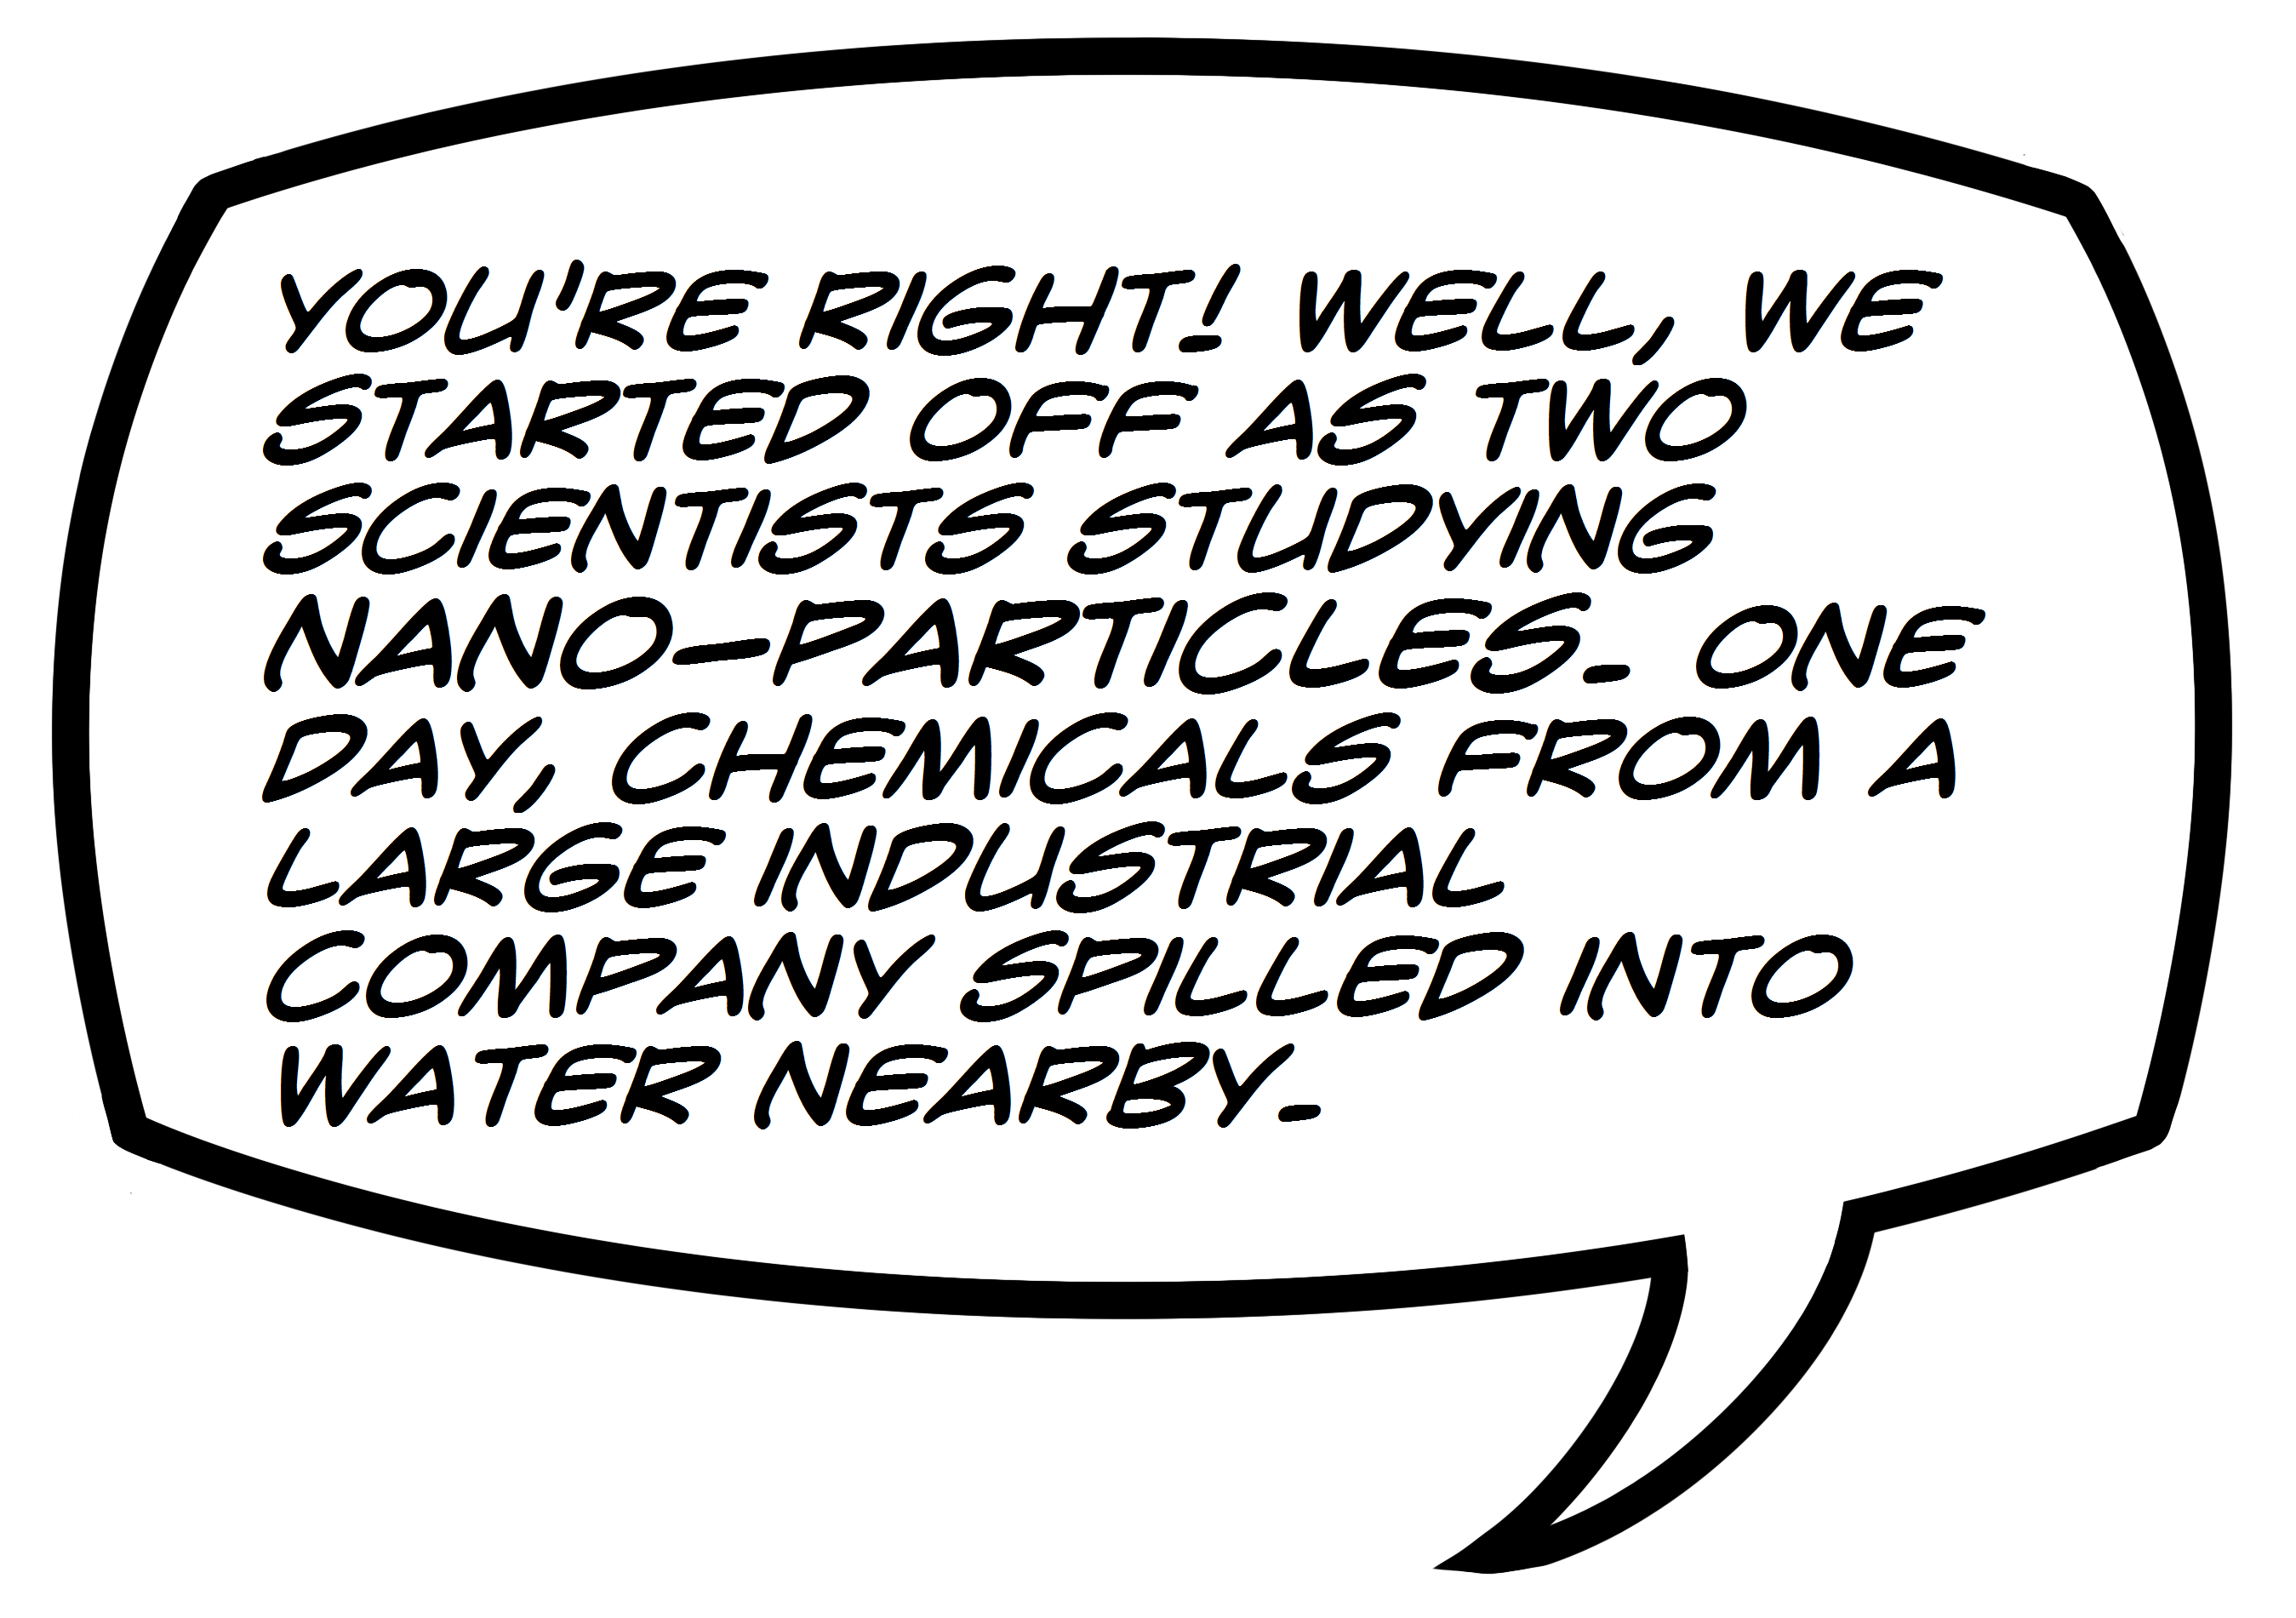 YOU'RE RIGHT! WELL, WE
STARTED OFF AS TWO
SCIENTISTS STUDYING
NANO-PARTICLES. ONE
DAY, CHEMICALS FROM A
LARGE INDUSTRIAL
COMPANY SPILLED INTO
WATER NEARBY.